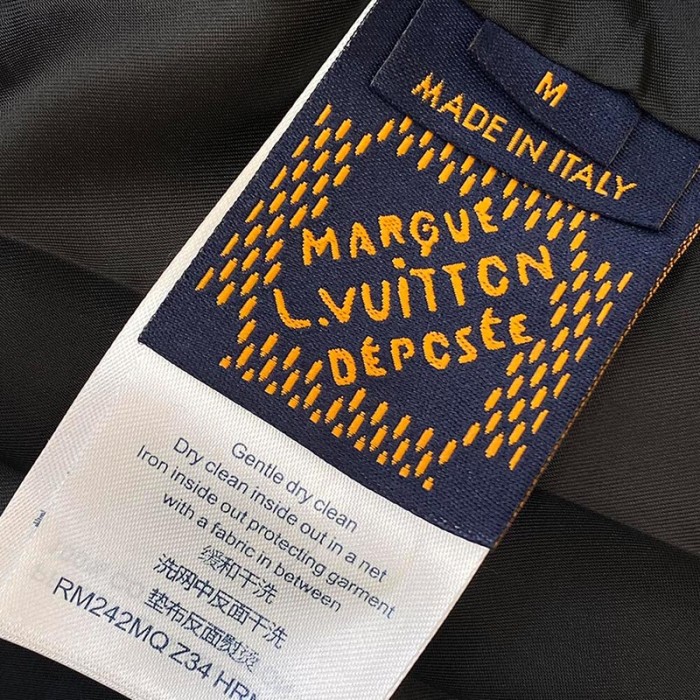 M
MADE IN ITALY
MARQUE
L.VUITTON
DÉPOSÉE
Gentle dry clean
Dry clean inside out in a net
Iron inside out protecting garment
with a fabric in between
缓和干洗
洗网中反面干洗
垫布反面熨烫
RM242MQ Z34 HRN